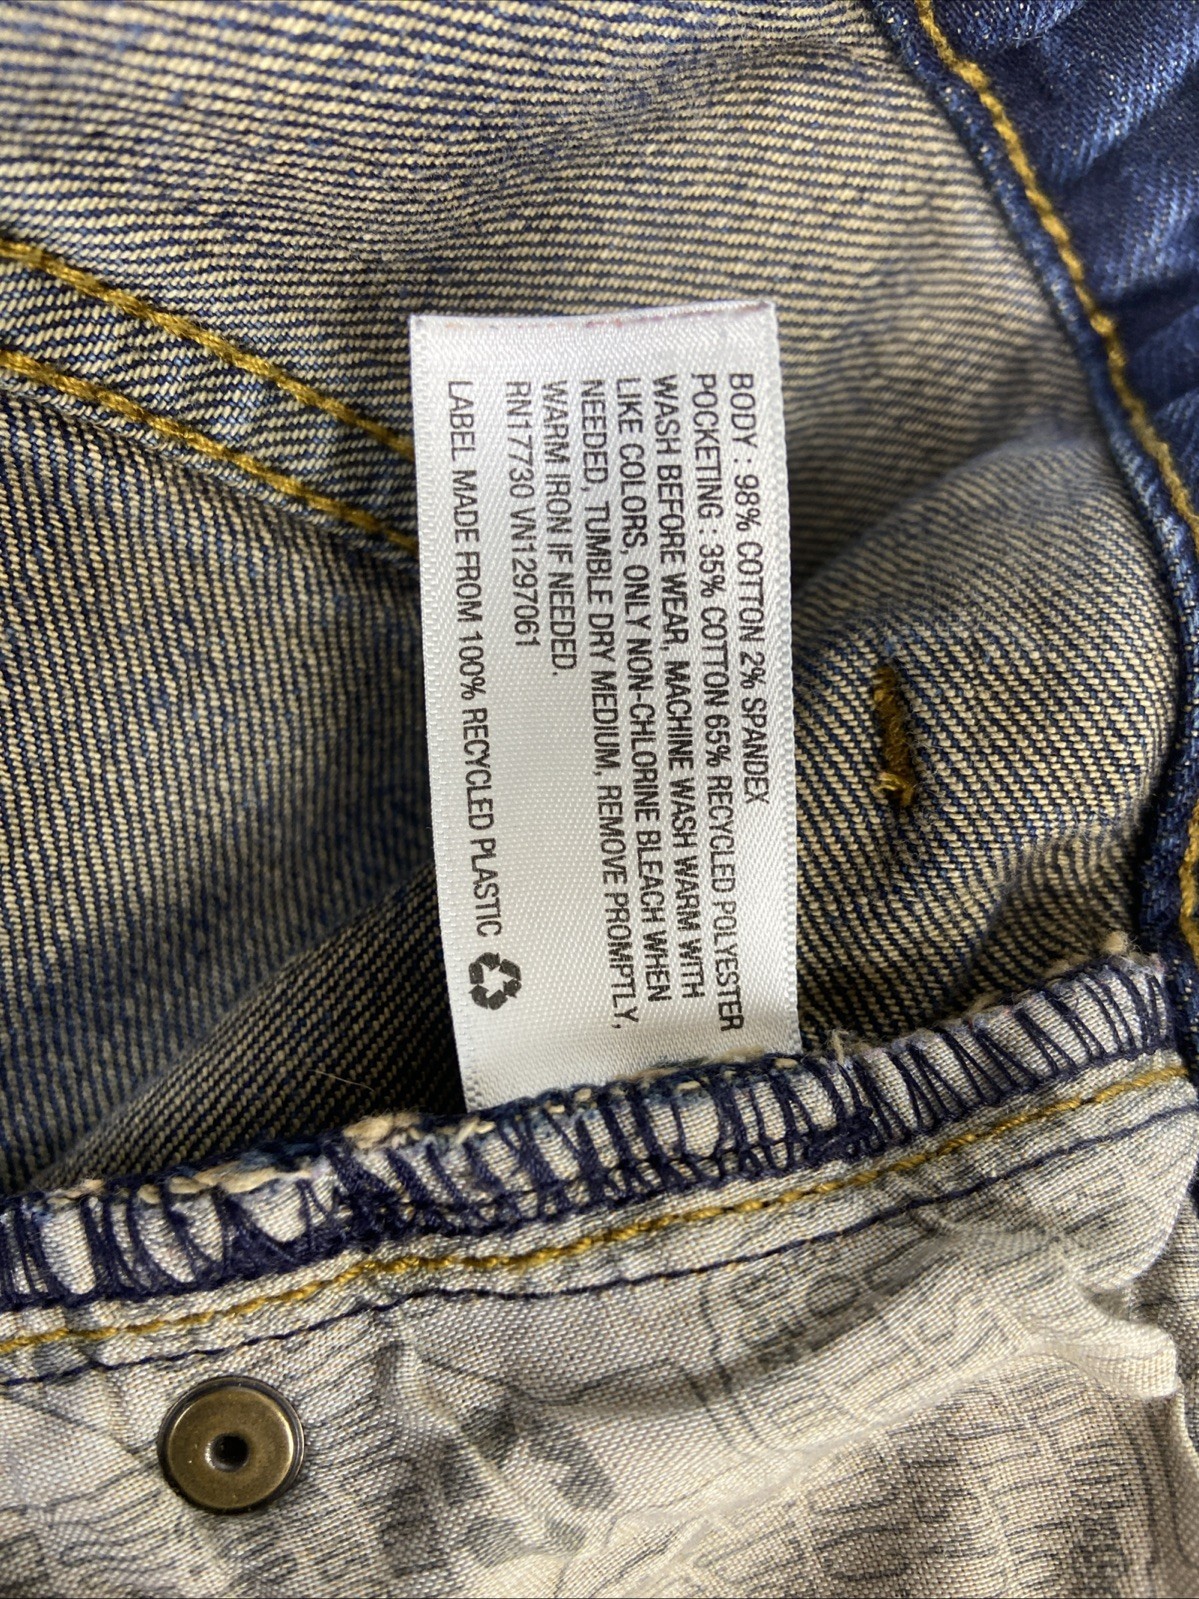 BODY : 98% COTTON 2% SPANDEX
POCKETING : 35% COTTON 65% RECYCLED POLYESTER
WASH BEFORE WEAR, MACHINE WASH WARM WITH
LIKE COLORS, ONLY NON-CHLORINE BLEACH WHEN
NEEDED, TUMBLE DRY MEDIUM, REMOVE PROMPTLY,
WARM IRON IF NEEDED.
RN17730 VN1297061
LABEL MADE FROM 100% RECYCLED PLASTIC